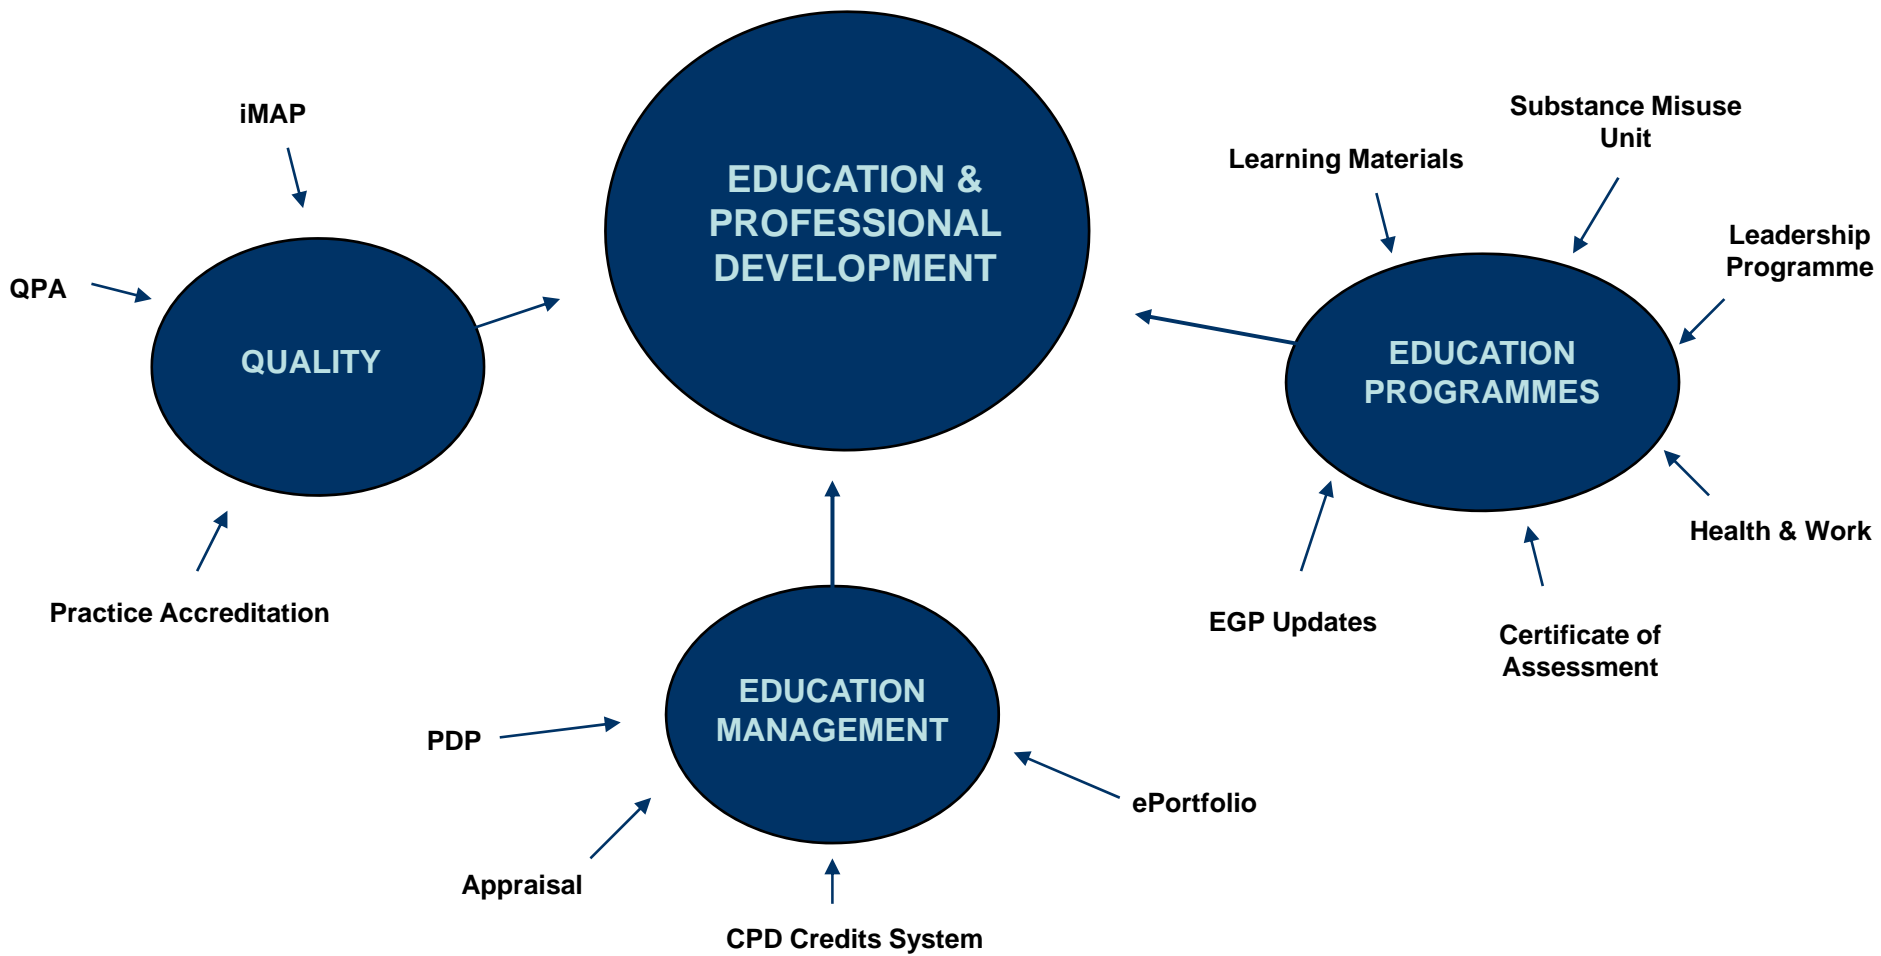 iMAP
QPA
QUALITY
Practice Accreditation
EDUCATION &
PROFESSIONAL
DEVELOPMENT
EDUCATION
MANAGEMENT
PDP
Appraisal
CPD Credits System
ePortfolio
Learning Materials
Substance Misuse
Unit
Leadership
Programme
EDUCATION
PROGRAMMES
Health & Work
EGP Updates
Certificate of
Assessment